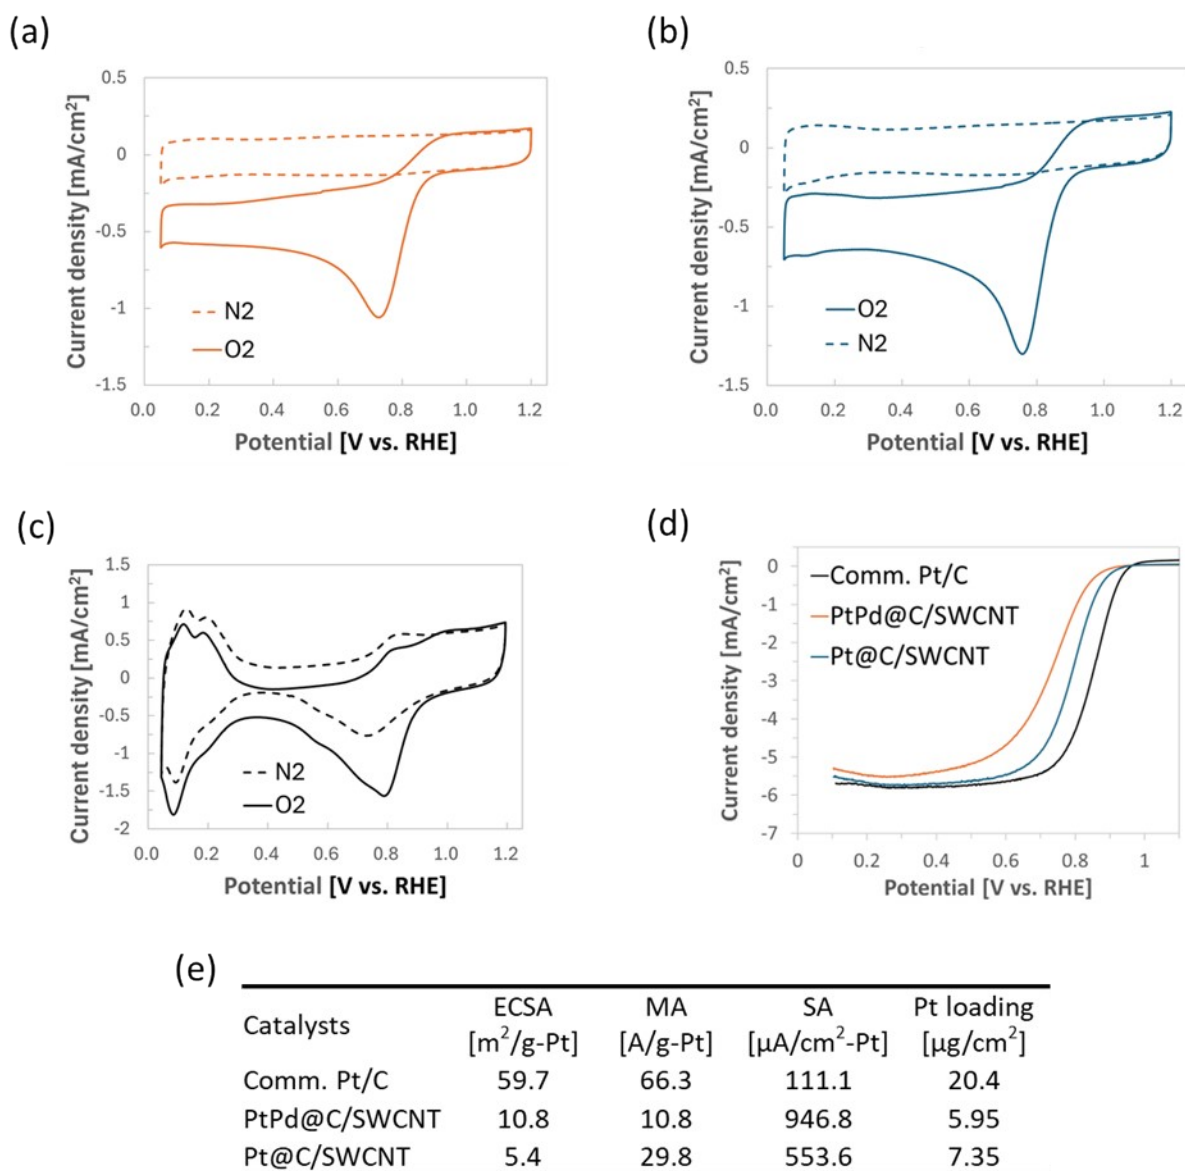 (a)
0.5
0
-0.5
-1
-1.5
Current density [mA/cm²]
N2
O2
0.0 0.2 0.4 0.6 0.8 1.0 1.2
Potential [V vs. RHE]
(b)
0.5
0
-0.5
-1
-1.5
Current density [mA/cm²]
O2
N2
0.0 0.2 0.4 0.6 0.8 1.0 1.2
Potential [V vs. RHE]
(c)
1.5
1
0.5
0
-0.5
-1
-1.5
-2
Current density [mA/cm²]
N2
O2
0.0 0.2 0.4 0.6 0.8 1.0 1.2
Potential [V vs. RHE]
(d)
0
-1
-2
-3
-4
-5
-6
-7
Current density [mA/cm²]
Comm. Pt/C
PtPd@C/SWCNT
Pt@C/SWCNT
0 0.2 0.4 0.6 0.8 1
Potential [V vs. RHE]
(e)
Catalysts ECSA [m²/g-Pt] MA [A/g-Pt] SA [µA/cm²-Pt] Pt loading [µg/cm²]
Comm. Pt/C 59.7 66.3 111.1 20.4
PtPd@C/SWCNT 10.8 10.8 946.8 5.95
Pt@C/SWCNT 5.4 29.8 553.6 7.35